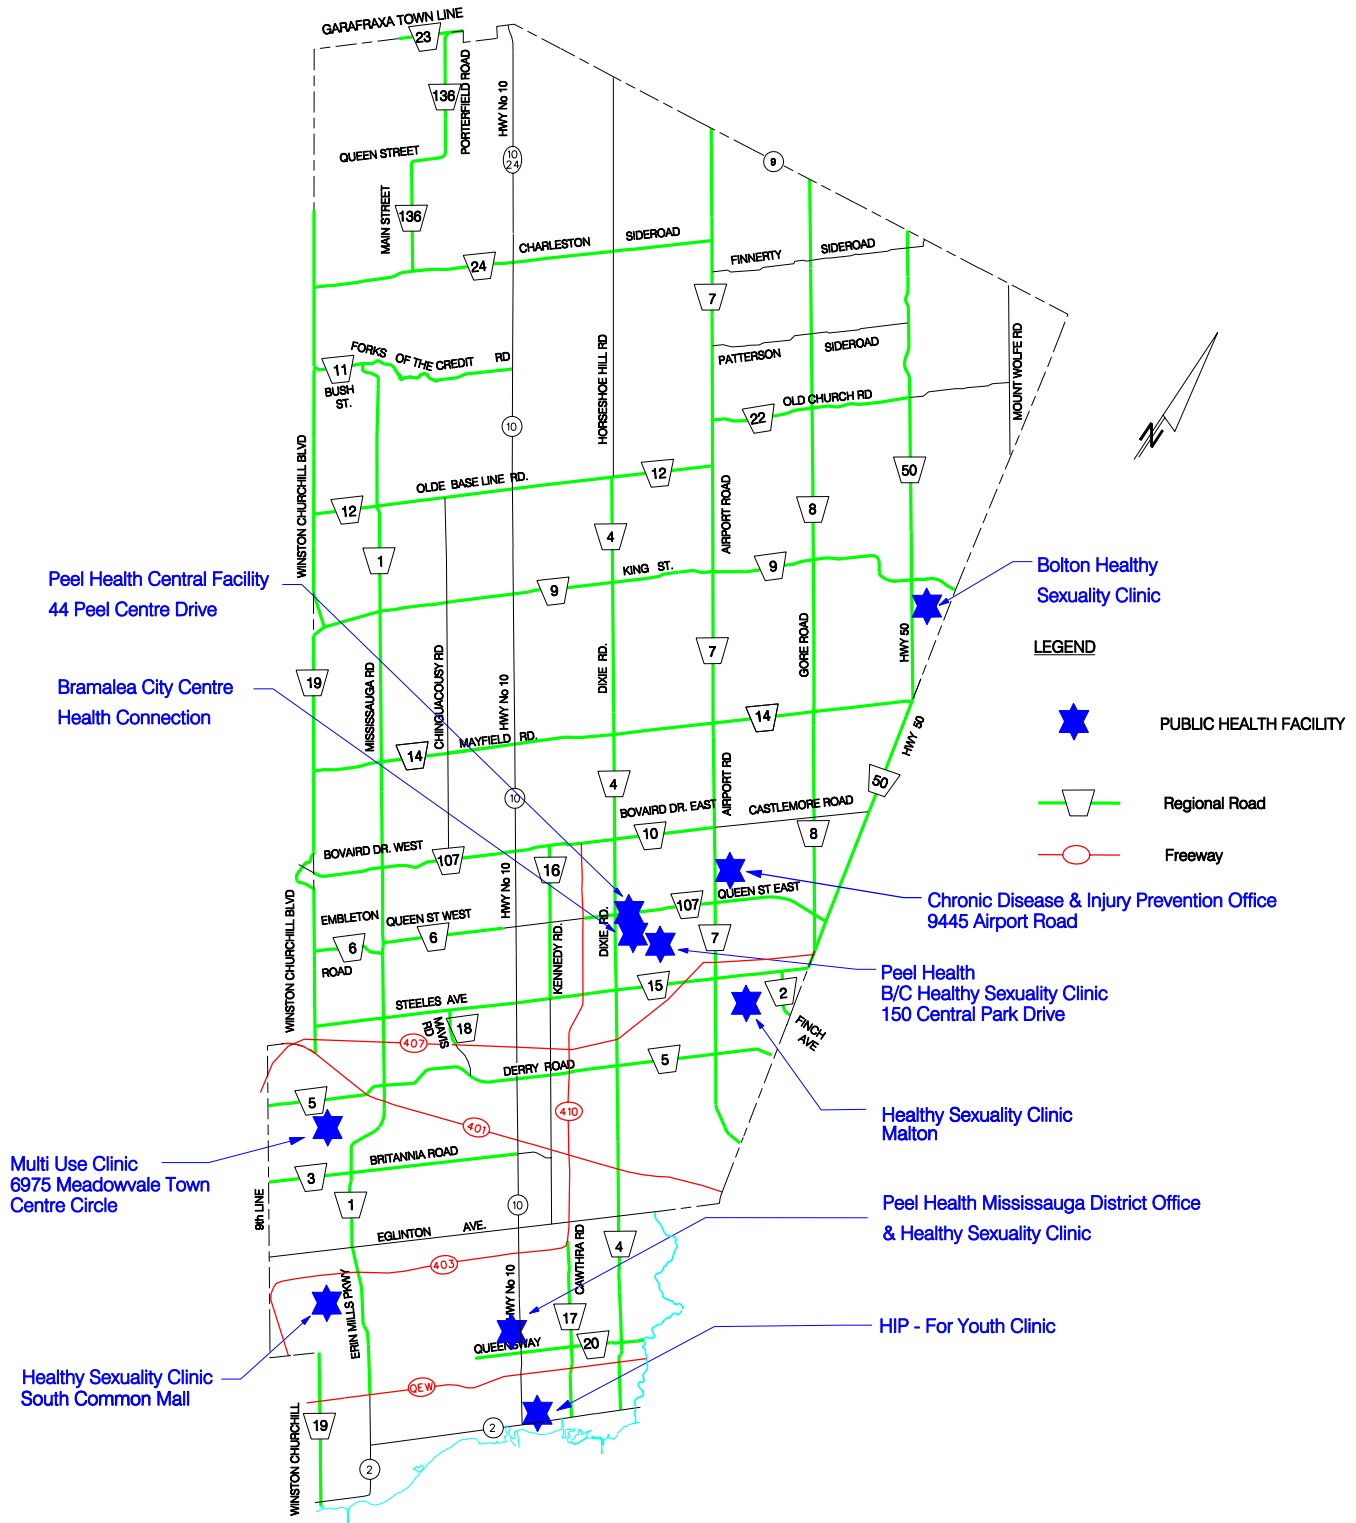 GARAFRAXA TOWN LINE
23
PORTERFIELD ROAD
136
HWY No 10
QUEEN STREET
10
24
9
MAIN STREET
136
CHARLESTON SIDEROAD
24
FINNERTY SIDEROAD
7
FORKS OF THE CREDIT RD
11
BUSH
ST.
HORSESHOE HILL RD
PATTERSON SIDEROAD
MOUNT WOLFE RD
OLD CHURCH RD
22
10
N
WINSTON CHURCHILL BLVD
OLDE BASE LINE RD.
12
12
50
8
AIRPORT ROAD
4
1
KING ST.
9
9
Peel Health Central Facility
44 Peel Centre Drive
Bolton Healthy
Sexuality Clinic
LEGEND
GORE ROAD
HWY 50
7
19
MISSISSAUGA RD
CHINGUACOUSY RD
HWY No 10
DIXIE RD.
Bramalea City Centre
Health Connection
14
MAYFIELD RD.
14
HWY 50
PUBLIC HEALTH FACILITY
4
AIRPORT RD
50
10
BOVAIRD DR. EAST
CASTLEMORE ROAD
Regional Road
10
8
BOVAIRD DR. WEST
107
16
Freeway
WINSTON CHURCHILL BLVD
HWY No 10
QUEEN ST EAST
107
Chronic Disease & Injury Prevention Office
9445 Airport Road
EMBLETON
QUEEN ST WEST
6
6
ROAD
KENNEDY RD.
DIXIE RD.
7
Peel Health
B/C Healthy Sexuality Clinic
150 Central Park Drive
STEELES AVE
15
2
FINCH
AVE
MAVIS
RD
18
407
DERRY ROAD
5
5
410
401
Healthy Sexuality Clinic
Malton
Multi Use Clinic
6975 Meadowvale Town
Centre Circle
BRITANNIA ROAD
3
9th LINE
1
10
EGLINTON AVE.
CAWTHRA RD
4
Peel Health Mississauga District Office
& Healthy Sexuality Clinic
403
ERIN MILLS PKWY
HWY No 10
17
QUEENSWAY
20
HIP - For Youth Clinic
Healthy Sexuality Clinic
South Common Mall
QEW
WINSTON CHURCHILL
19
2
2